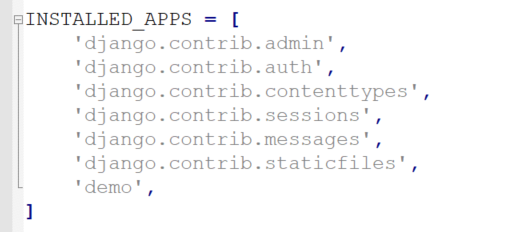 INSTALLED_APPS = [
    'django.contrib.admin',
    'django.contrib.auth',
    'django.contrib.contenttypes',
    'django.contrib.sessions',
    'django.contrib.messages',
    'django.contrib.staticfiles',
    'demo',
]